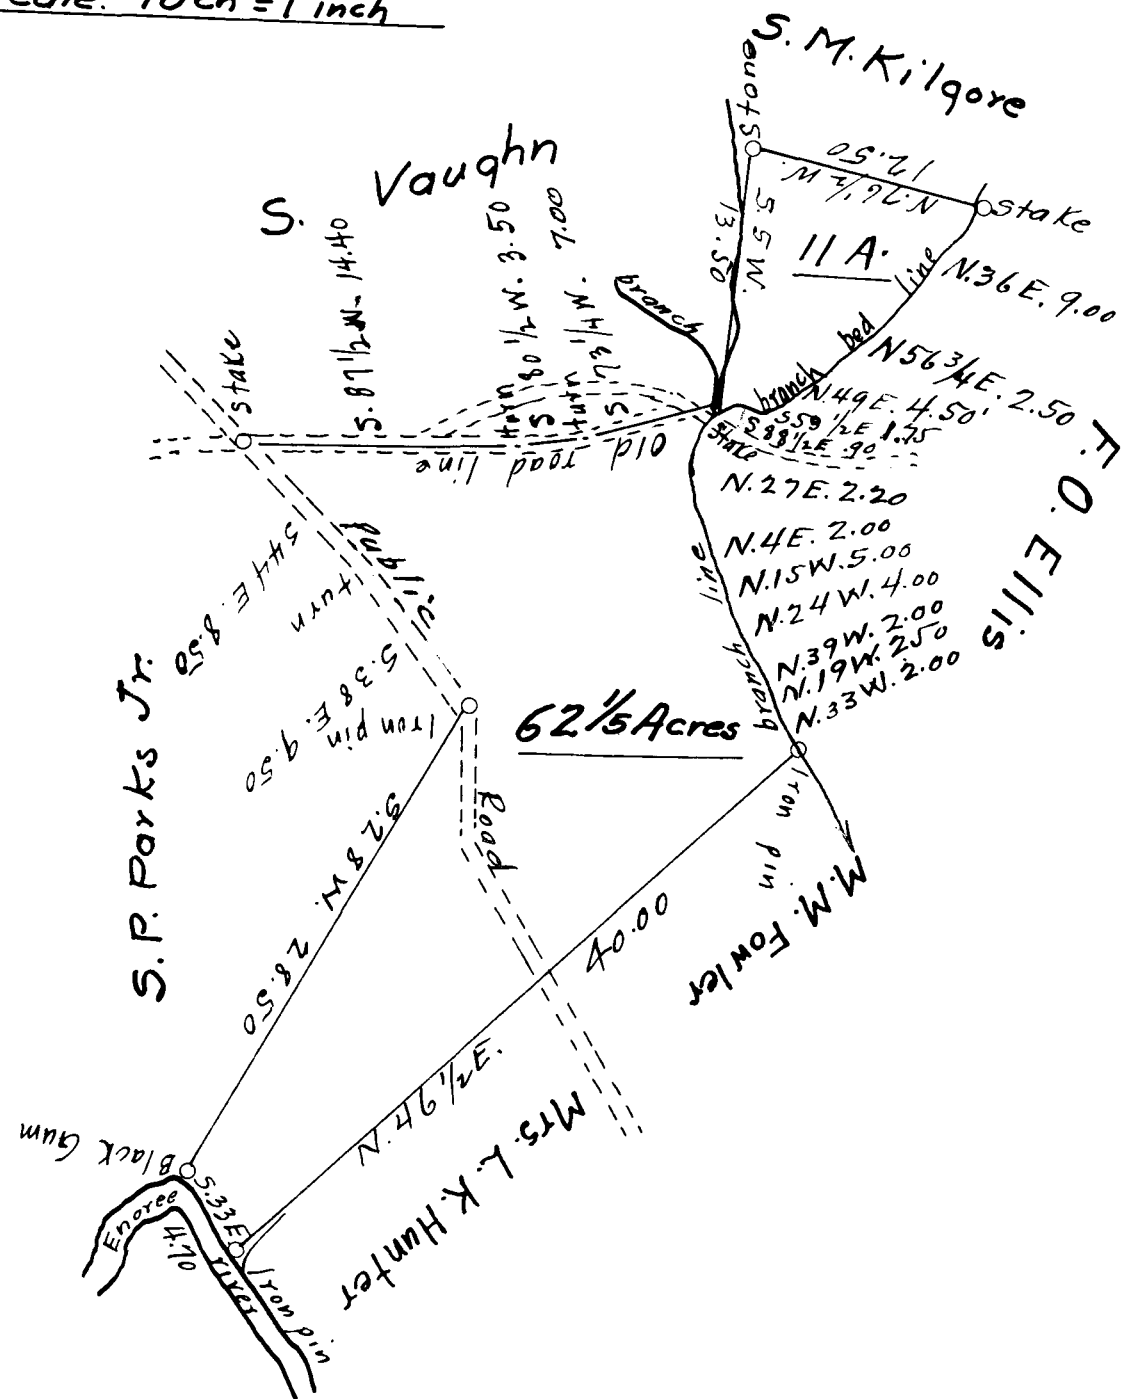 Scale: 10 ch = 1 inch
S. M. Kilgore
Stone
N. 76 1/2 W.
12.50
stake
S. Vaughn
S. 5 W.
13.50
11 A.
line
N. 36 E. 9.00
branch
bed
N 56 3/4 E. 2.50
branch
N. 49 E. 4.50
S 59 1/2 E 1.75
S 88 1/2 E .90
stake
S. 87 1/2 W. 14.40
turn
S 80 1/2 W. 3.50
turn
S 73 1/4 W. 7.00
stake
Old road line
F. O. Ellis
N. 27 E. 2.20
N. 4 E. 2.00
N. 15 W. 5.00
N. 24 W. 4.00
N. 39 W. 2.00
N. 19 W. 2.50
N. 33 W. 2.00
line
branch
S 44 E. 8.50
turn
S. 38 E. 9.50
Iron pin
S. P. Parks Jr.
62 1/5 Acres
Road
Iron pin
M. M. Fowler
S. 28 W.
28.50
40.00
N. 49 1/2 E.
Mrs. L. K. Hunter
Black Gum
S. 33 E
4.70
Enoree
river
Iron pin